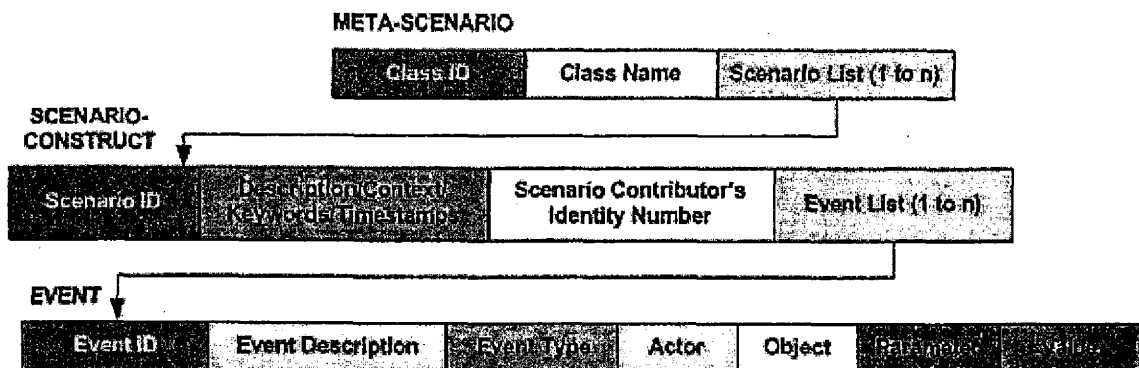 META-SCENARIO
Class ID
Class Name
Scenario List (1 to n)
SCENARIO-
CONSTRUCT
Scenario ID
Description/Context/
Keywords/Timestamps
Scenario Contributor's
Identity Number
Event List (1 to n)
EVENT
Event ID
Event Description
Event Type
Actor
Object
Parameter
Value